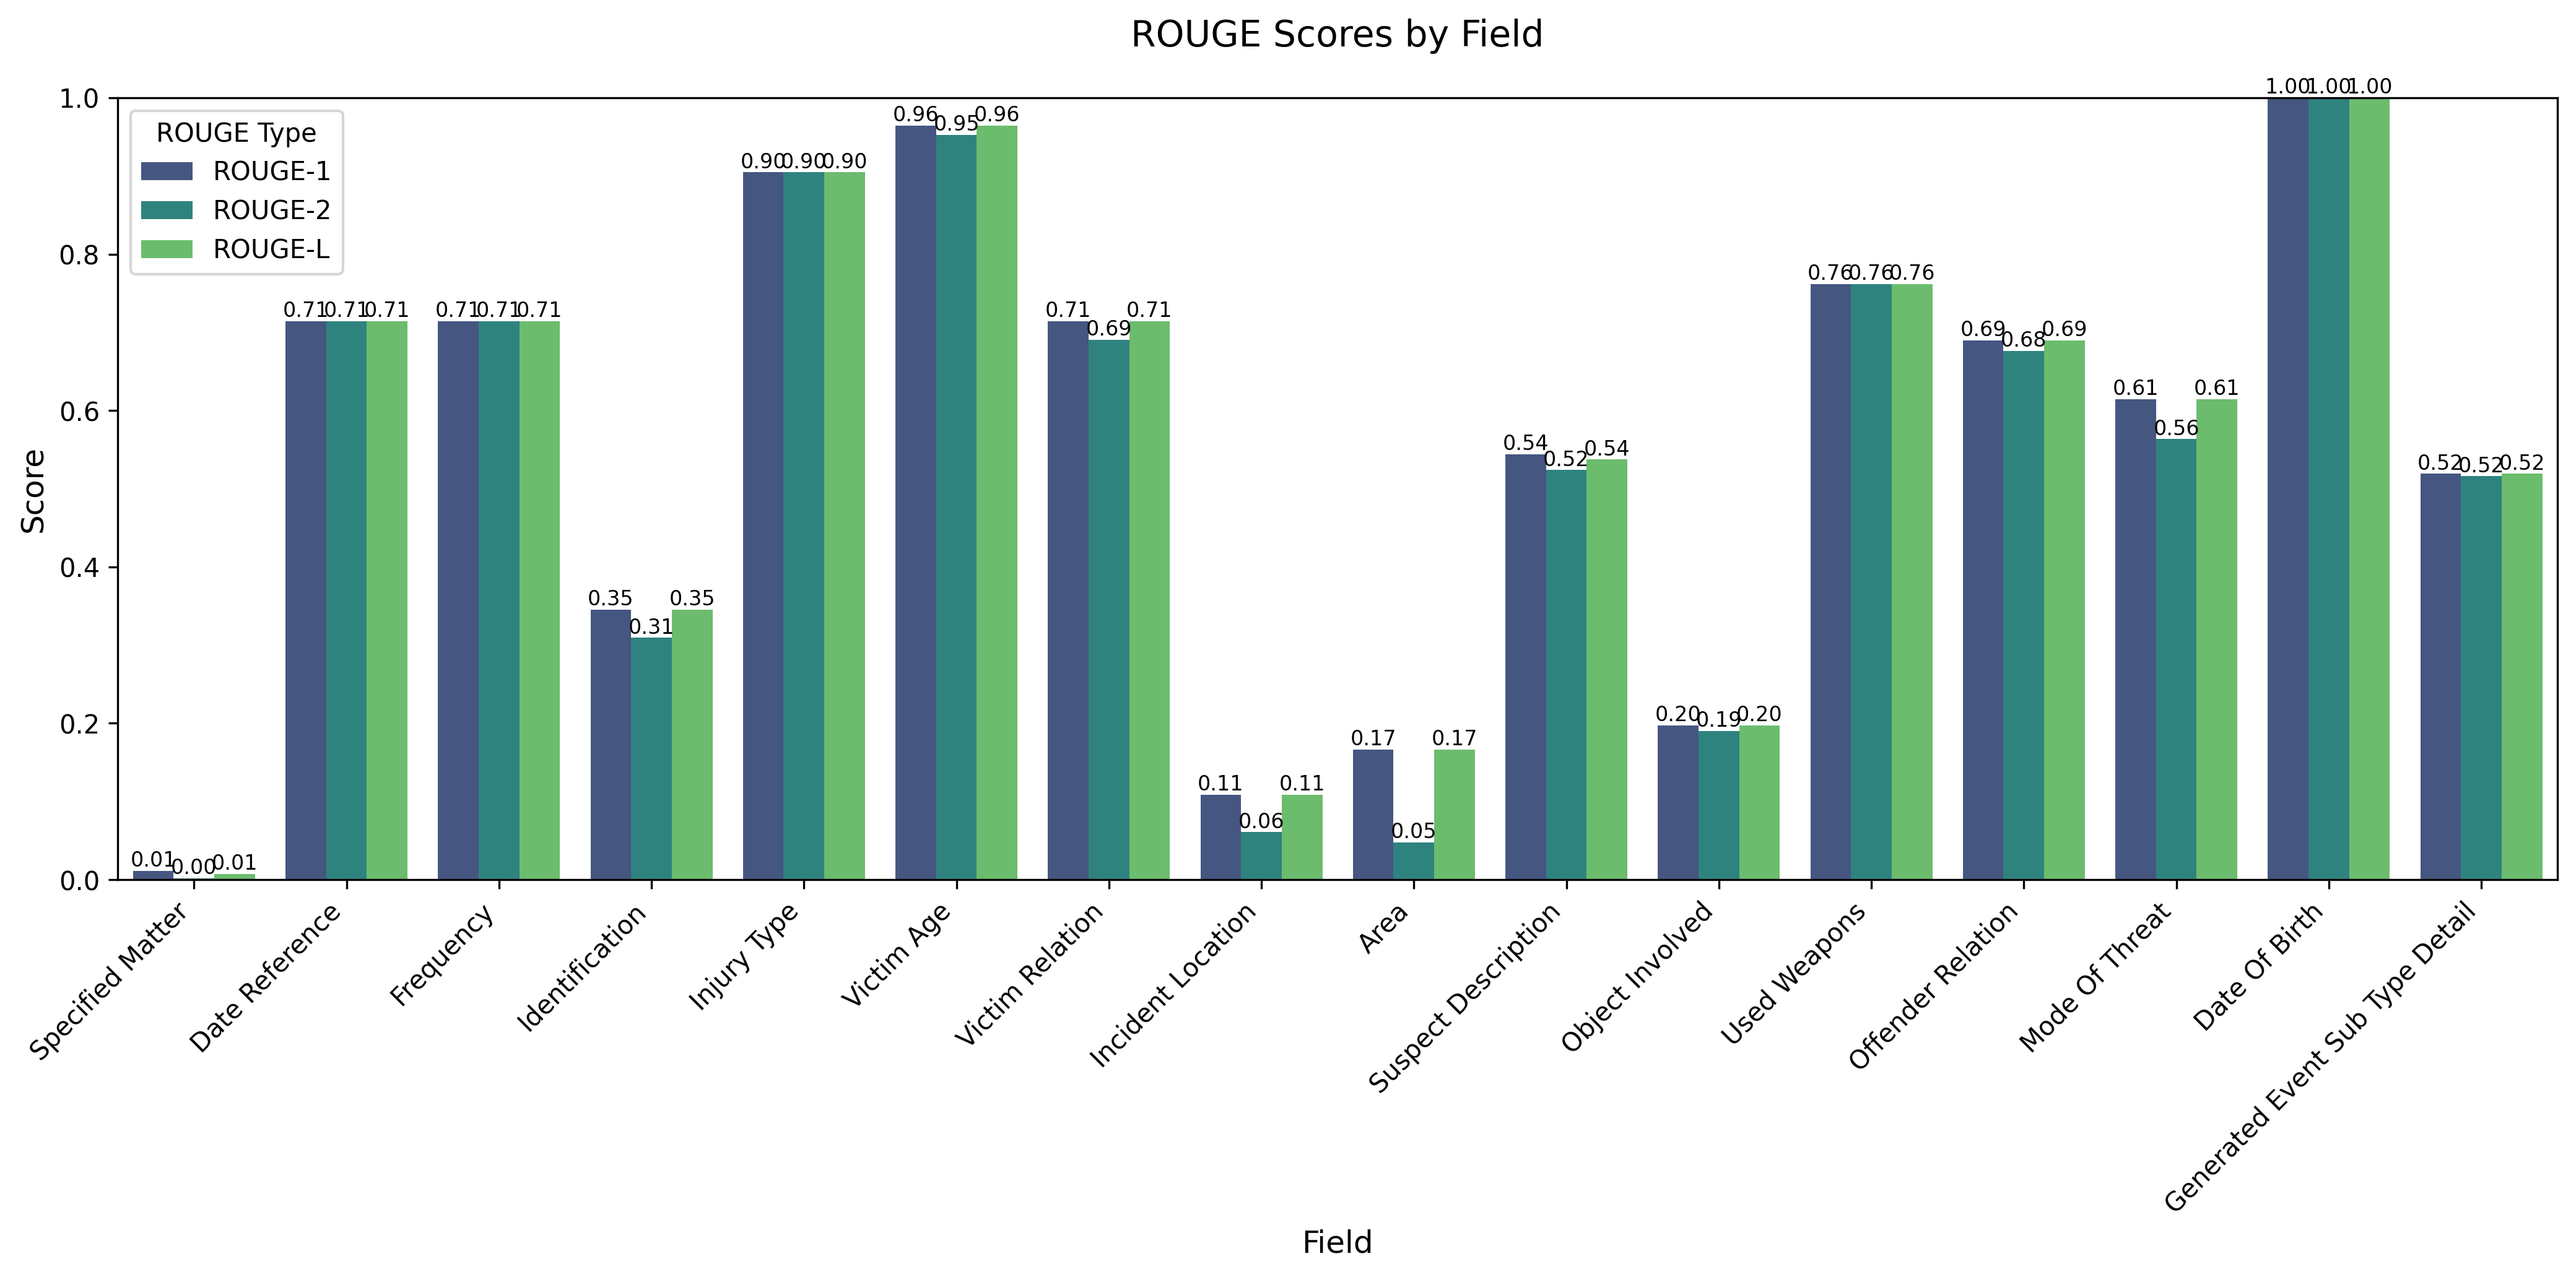 ROUGE Scores by Field
ROUGE Type
ROUGE-1
ROUGE-2
ROUGE-L
Score
1.0
0.8
0.6
0.4
0.2
0.0
0.01 0.00 0.01
0.71 0.71 0.71
0.71 0.71 0.71
0.35 0.31 0.35
0.90 0.90 0.90
0.96 0.95 0.96
0.71 0.69 0.71
0.11 0.06 0.11
0.17 0.05 0.17
0.54 0.52 0.54
0.20 0.19 0.20
0.76 0.76 0.76
0.69 0.68 0.69
0.61 0.56 0.61
1.00 1.00 1.00
0.52 0.52 0.52
Specified Matter
Date Reference
Frequency
Identification
Injury Type
Victim Age
Victim Relation
Incident Location
Area
Suspect Description
Object Involved
Used Weapons
Offender Relation
Mode Of Threat
Date Of Birth
Generated Event Sub Type Detail
Field